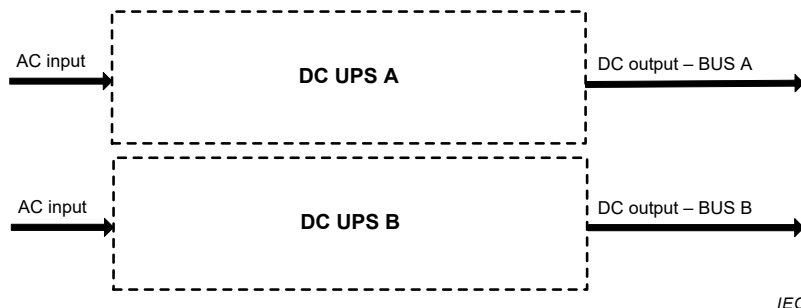 AC input
DC UPS A
DC output – BUS A
AC input
DC UPS B
DC output – BUS B
IEC